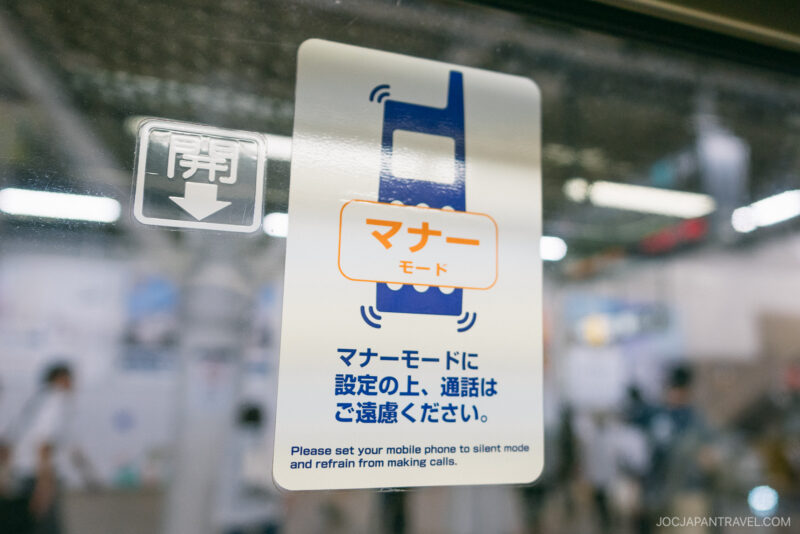 開
マナー
モード
マナーモードに
設定の上、通話は
ご遠慮ください。
Please set your mobile phone to silent mode
and refrain from making calls.
JOCJAPANTRAVEL.COM